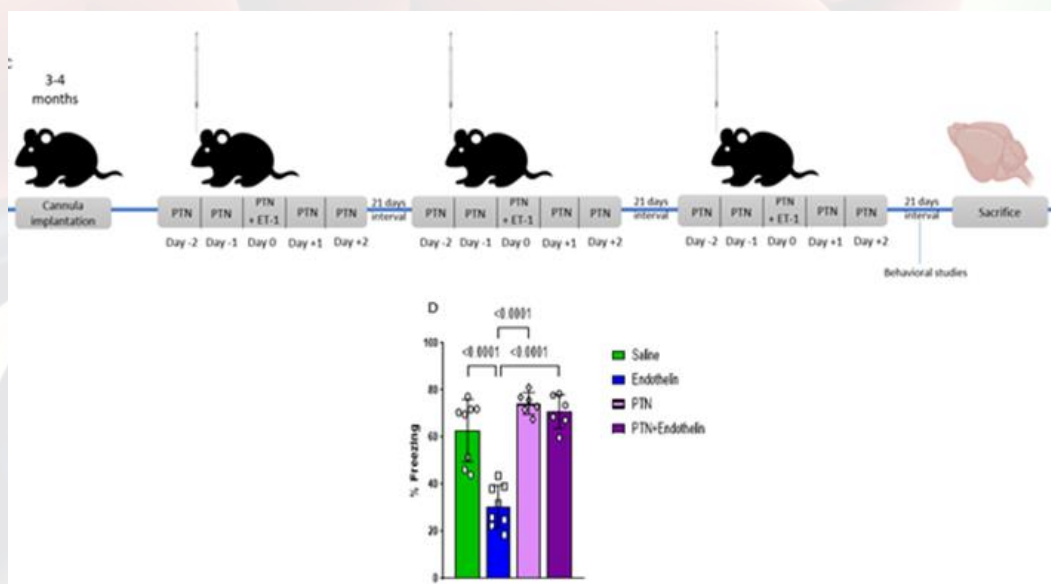 3-4
months
Cannula
implantation
PTN
PTN
PTN
+ ET-1
PTN
PTN
21 days
interval
PTN
PTN
PTN
+ ET-1
PTN
PTN
21 days
interval
PTN
PTN
PTN
+ ET-1
PTN
PTN
21 days
interval
Sacrifice
Day -2 Day -1 Day 0 Day +1 Day +2
Day -2 Day -1 Day 0 Day +1 Day +2
Day -2 Day -1 Day 0 Day +1 Day +2
Behavioral studies
D
<0.0001
<0.0001 <0.0001
% Freezing
100
80
60
40
20
0
Saline
Endothelin
PTN
PTN+Endothelin